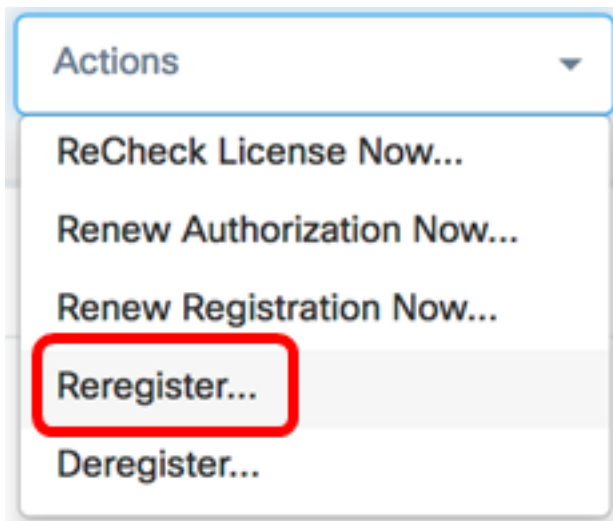 Actions
ReCheck License Now...
Renew Authorization Now...
Renew Registration Now...
Reregister...
Deregister...